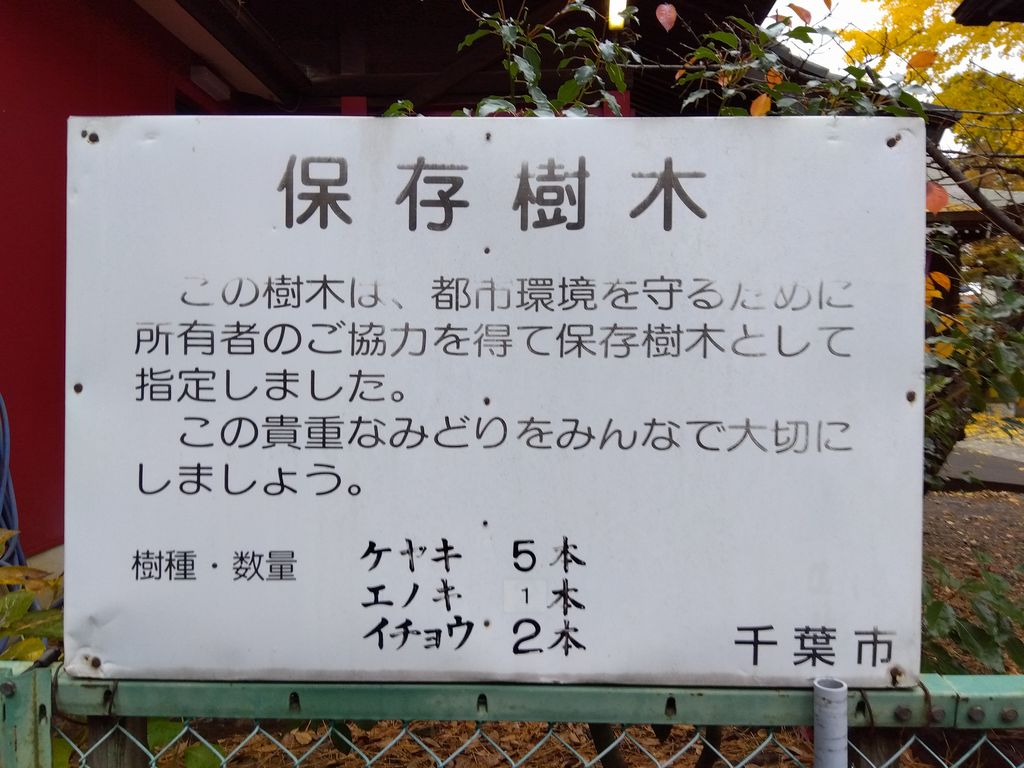 保存樹木
この樹木は、都市環境を守るために
所有者のご協力を得て保存樹木として
指定しました。
この貴重なみどりをみんなで大切に
しましょう。
樹種・数量 ケヤキ 5本
エノキ 1本
イチョウ 2本
千葉市